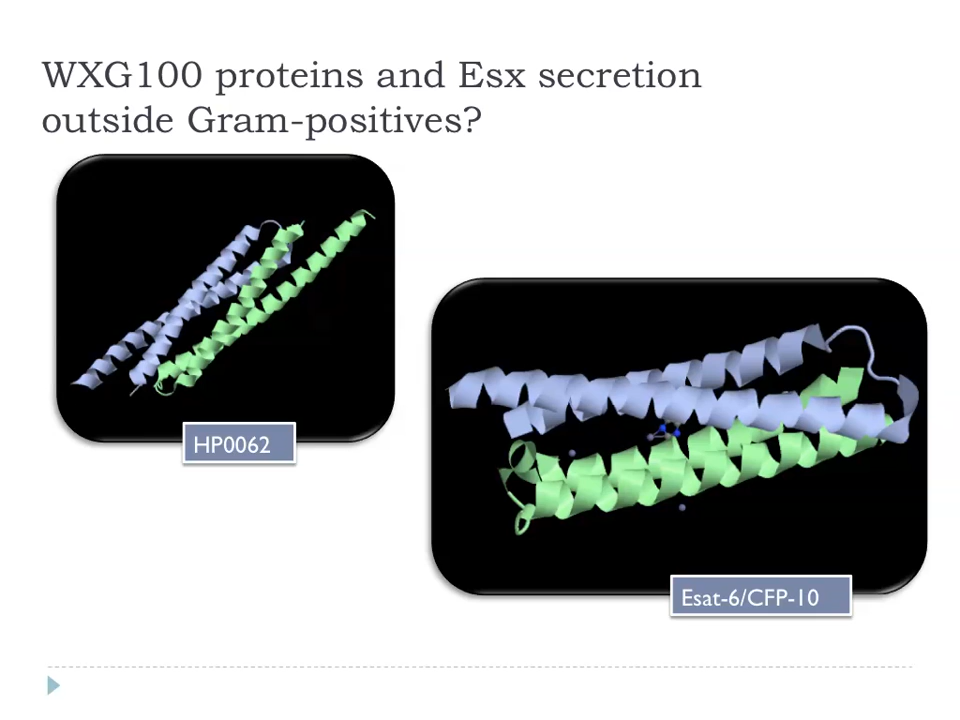 WXG100 proteins and Esx secretion
outside Gram-positives?
HP0062
Esat-6/CFP-10